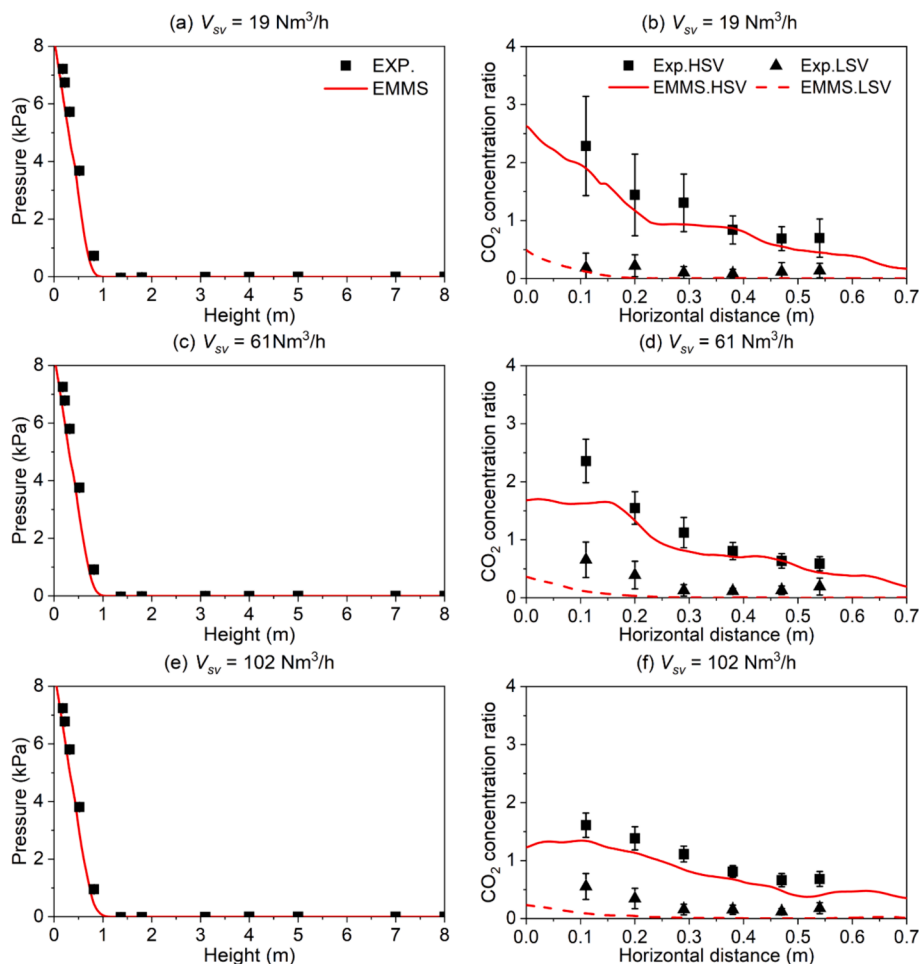 (a) Vsv = 19 Nm³/h
8
6
4
2
0
Pressure (kPa)
EXP.
EMMS
0 1 2 3 4 5 6 7 8
Height (m)
(b) Vsv = 19 Nm³/h
4
3
2
1
0
CO₂ concentration ratio
Exp.HSV Exp.LSV
EMMS.HSV EMMS.LSV
0.0 0.1 0.2 0.3 0.4 0.5 0.6 0.7
Horizontal distance (m)
(c) Vsv = 61Nm³/h
8
6
4
2
0
Pressure (kPa)
0 1 2 3 4 5 6 7 8
Height (m)
(d) Vsv = 61 Nm³/h
4
3
2
1
0
CO₂ concentration ratio
0.0 0.1 0.2 0.3 0.4 0.5 0.6 0.7
Horizontal distance (m)
(e) Vsv = 102 Nm³/h
8
6
4
2
0
Pressure (kPa)
0 1 2 3 4 5 6 7 8
Height (m)
(f) Vsv = 102 Nm³/h
4
3
2
1
0
CO₂ concentration ratio
0.0 0.1 0.2 0.3 0.4 0.5 0.6 0.7
Horizontal distance (m)